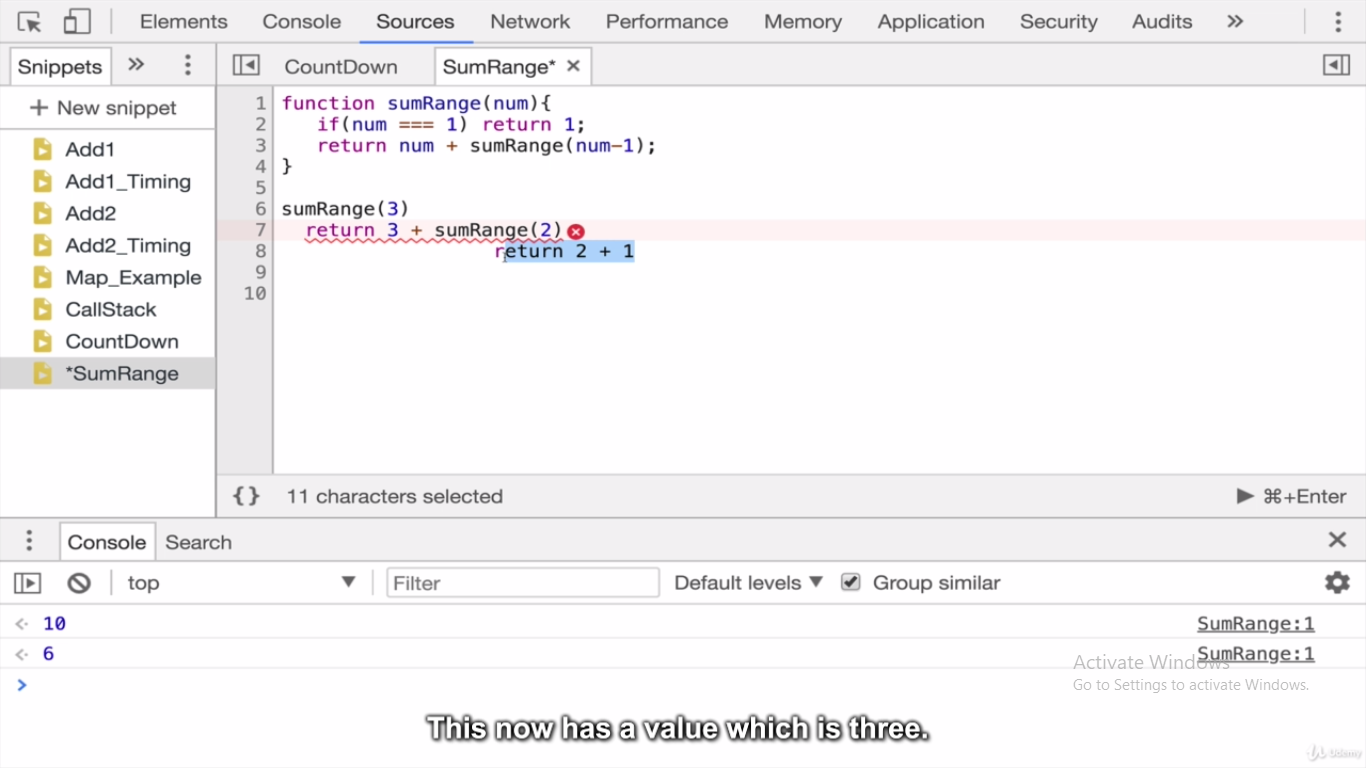 Elements Console Sources Network Performance Memory Application Security Audits »
Snippets » CountDown SumRange* ×
+ New snippet
Add1
Add1_Timing
Add2
Add2_Timing
Map_Example
CallStack
CountDown
*SumRange
1 function sumRange(num){
2 if(num === 1) return 1;
3 return num + sumRange(num-1);
4 }
5
6 sumRange(3)
7 return 3 + sumRange(2)
8 return 2 + 1
9
10
{} 11 characters selected ⌘+Enter
Console Search
top Filter Default levels Group similar
10 SumRange:1
6 SumRange:1
Activate Windows
Go to Settings to activate Windows.
This now has a value which is three.
Udemy